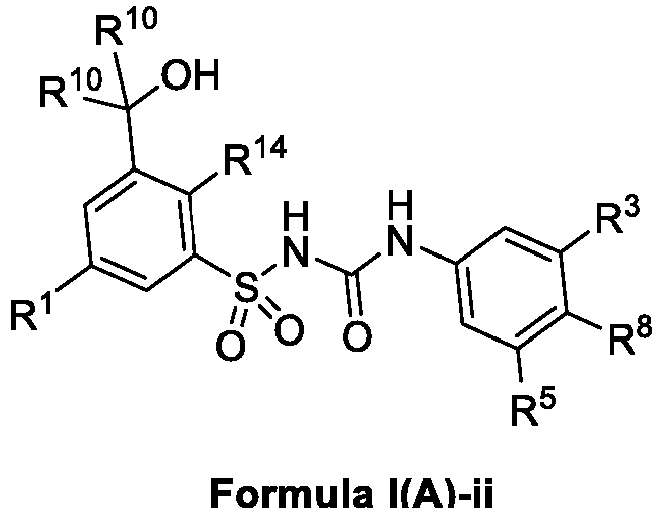 R¹⁰
R¹⁰ OH
R¹⁴
H H
N N R³
R¹ S
O O O R⁸
R⁵
Formula I(A)-ii